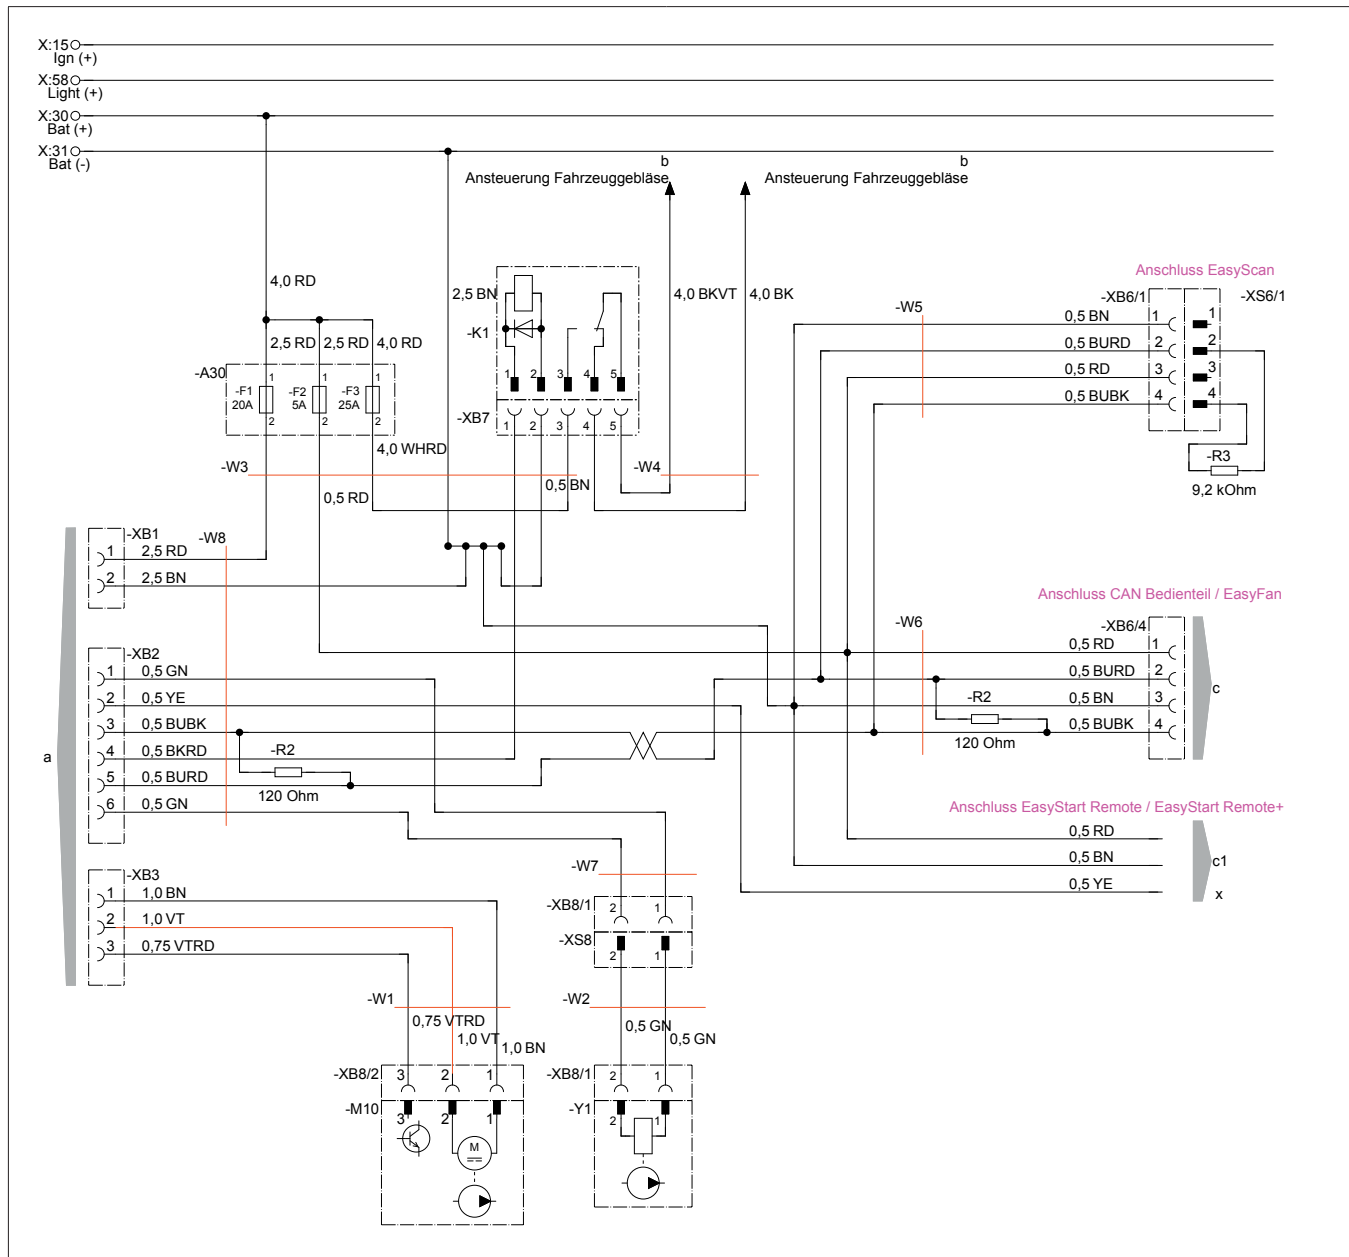 X:15
Ign (+)
X:58
Light (+)
X:30
Bat (+)
X:31
Bat (-)
b
b
Ansteuerung Fahrzeuggebläse
Ansteuerung Fahrzeuggebläse
4,0 RD
2,5 BN
4,0 BKVT
4,0 BK
-K1
1 2 3 4 5
-XB7
1 2 3 4 5
2,5 RD
2,5 RD
4,0 RD
-A30
1 1 1
-F1
20A
-F2
5A
-F3
25A
2 2 2
4,0 WHRD
-W3
0,5 RD
0,5 BN
-W4
Anschluss EasyScan
-XB6/1
-XS6/1
-W5
1
0,5 BN
1
2
0,5 BURD
2
3
0,5 RD
3
4
0,5 BUBK
4
-R3
9,2 kOhm
-XB1
-W8
1
2,5 RD
2
2,5 BN
Anschluss CAN Bedienteil / EasyFan
-W6
-XB6/4
0,5 RD
1
0,5 BURD
2
-R2
0,5 BN
3
120 Ohm
0,5 BUBK
4
c
-XB2
1
0,5 GN
2
0,5 YE
3
0,5 BUBK
4
0,5 BKRD
-R2
5
0,5 BURD
120 Ohm
6
0,5 GN
a
Anschluss EasyStart Remote / EasyStart Remote+
0,5 RD
0,5 BN
c1
0,5 YE
x
-XB3
1
1,0 BN
2
1,0 VT
3
0,75 VTRD
-W7
-XB8/1
2 1
-XS8
2 1
-W1
0,75 VTRD
1,0 VT
1,0 BN
-W2
0,5 GN
0,5 GN
-XB8/2
3 2 1
-M10
3 2 1
M
-XB8/1
2 1
-Y1
2 1